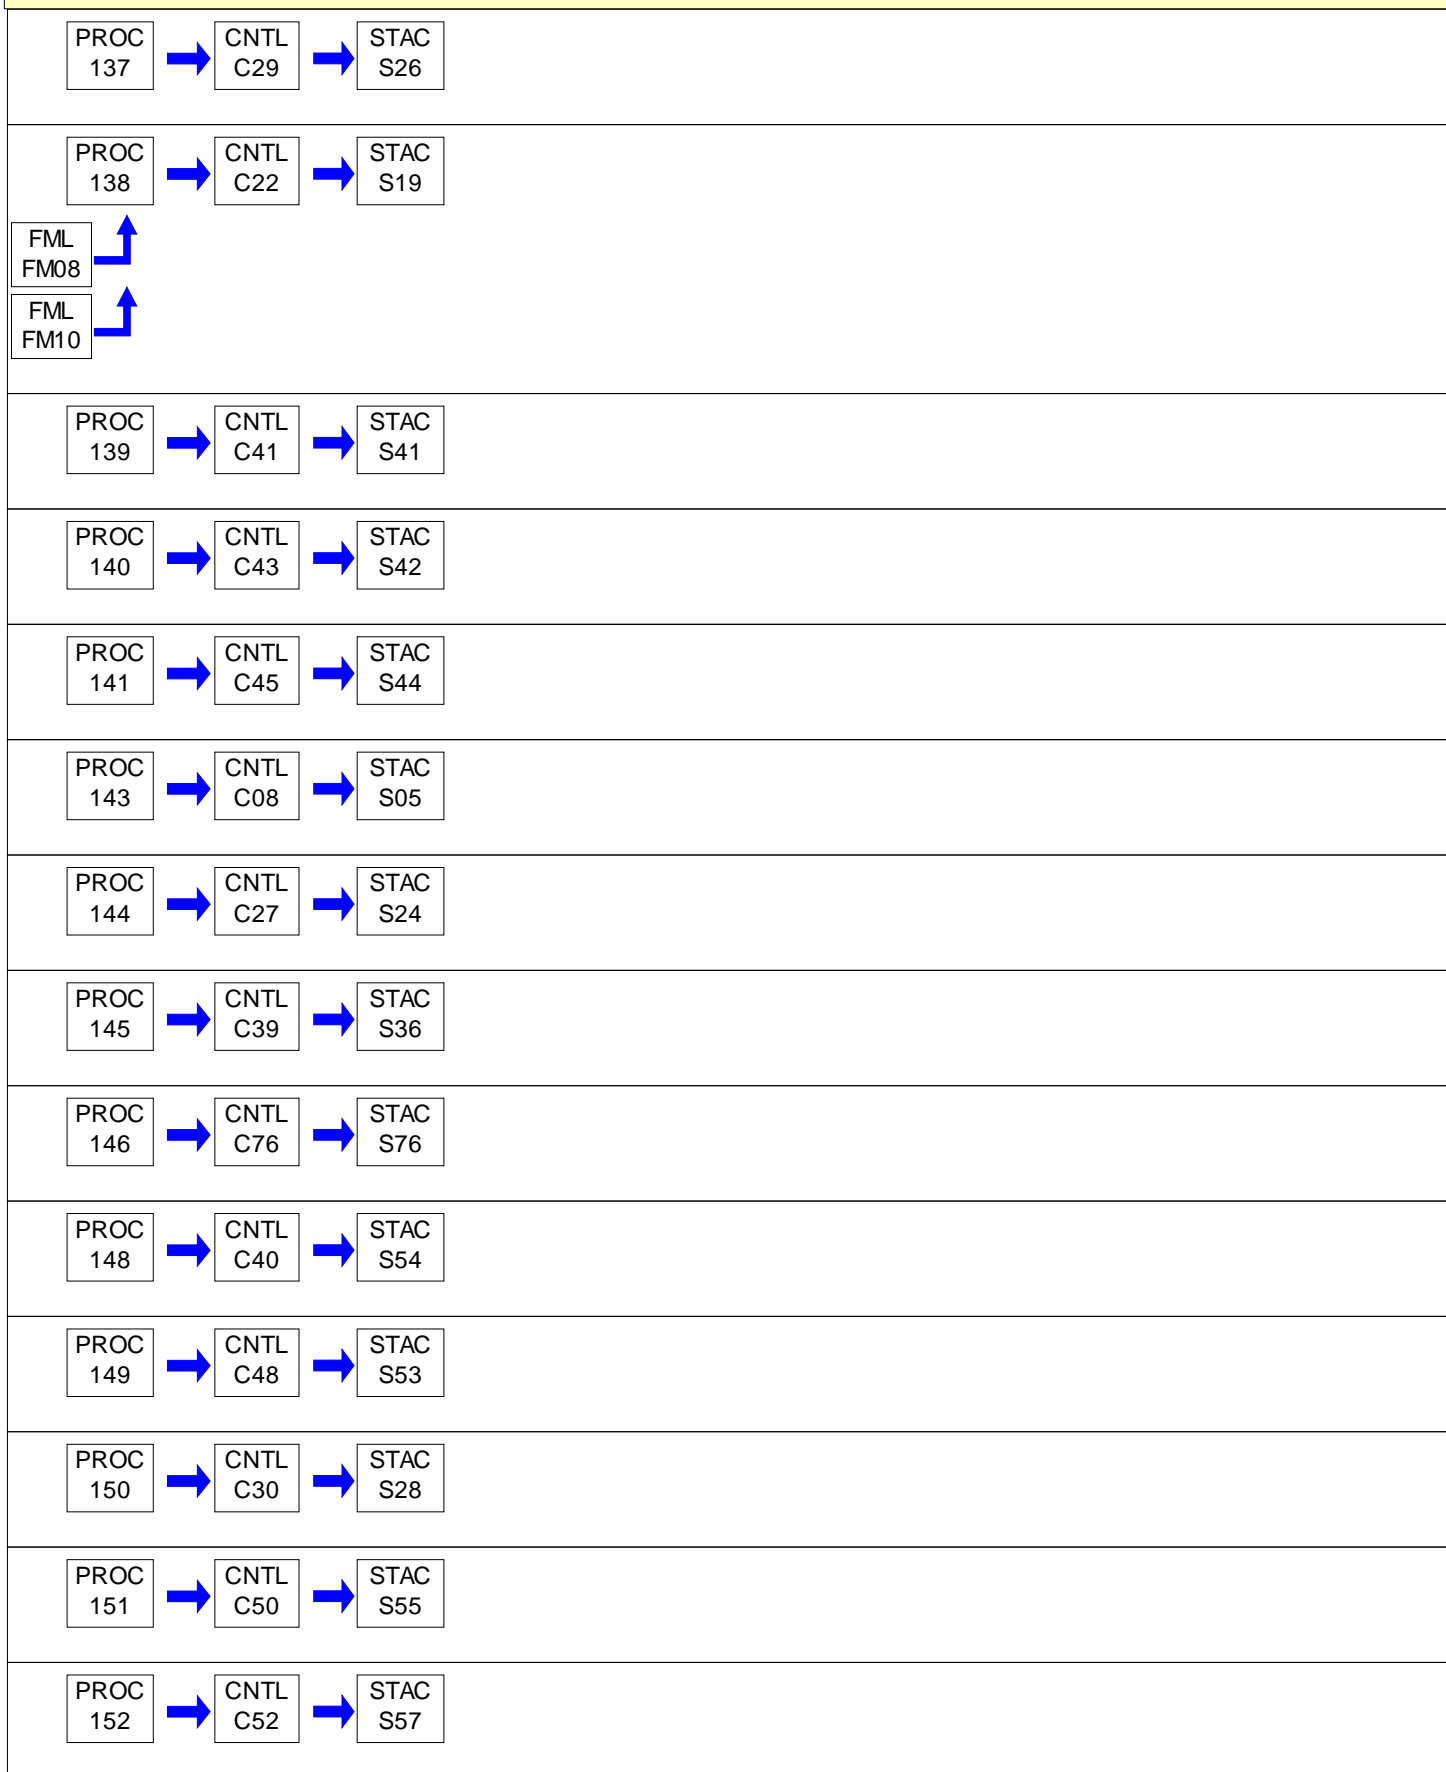 PROC CNTL STAC
137 C29 S26
PROC CNTL STAC
138 C22 S19
FML
FM08
FML
FM10
PROC CNTL STAC
139 C41 S41
PROC CNTL STAC
140 C43 S42
PROC CNTL STAC
141 C45 S44
PROC CNTL STAC
143 C08 S05
PROC CNTL STAC
144 C27 S24
PROC CNTL STAC
145 C39 S36
PROC CNTL STAC
146 C76 S76
PROC CNTL STAC
148 C40 S54
PROC CNTL STAC
149 C48 S53
PROC CNTL STAC
150 C30 S28
PROC CNTL STAC
151 C50 S55
PROC CNTL STAC
152 C52 S57